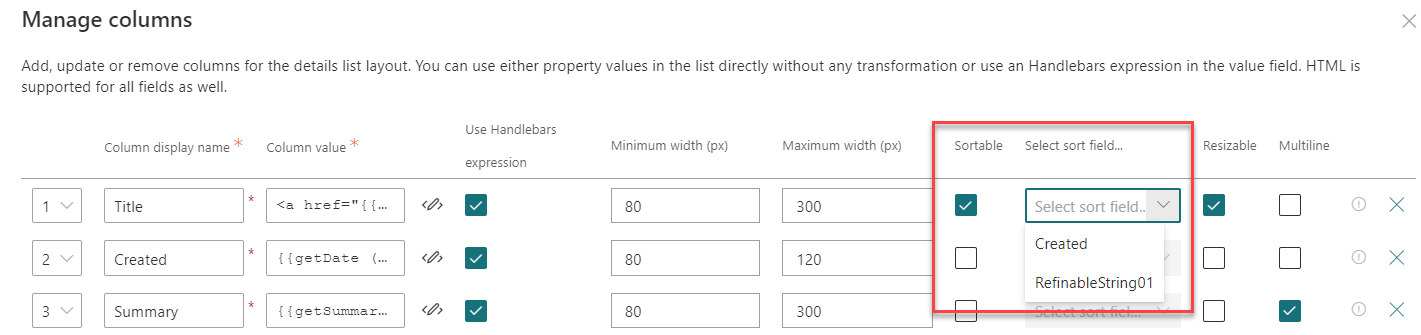 Manage columns
Add, update or remove columns for the details list layout. You can use either property values in the list directly without any transformation or use an Handlebars expression in the value field. HTML is
supported for all fields as well.
Column display name * Column value * Use Handlebars expression Minimum width (px) Maximum width (px) Sortable Select sort field... Resizable Multiline
1 Title * <a href="{{… 80 300 Select sort field...
2 Created * {{getDate (… 80 120
Created
RefinableString01
3 Summary * {{getSummar… 80 300 Select sort field...